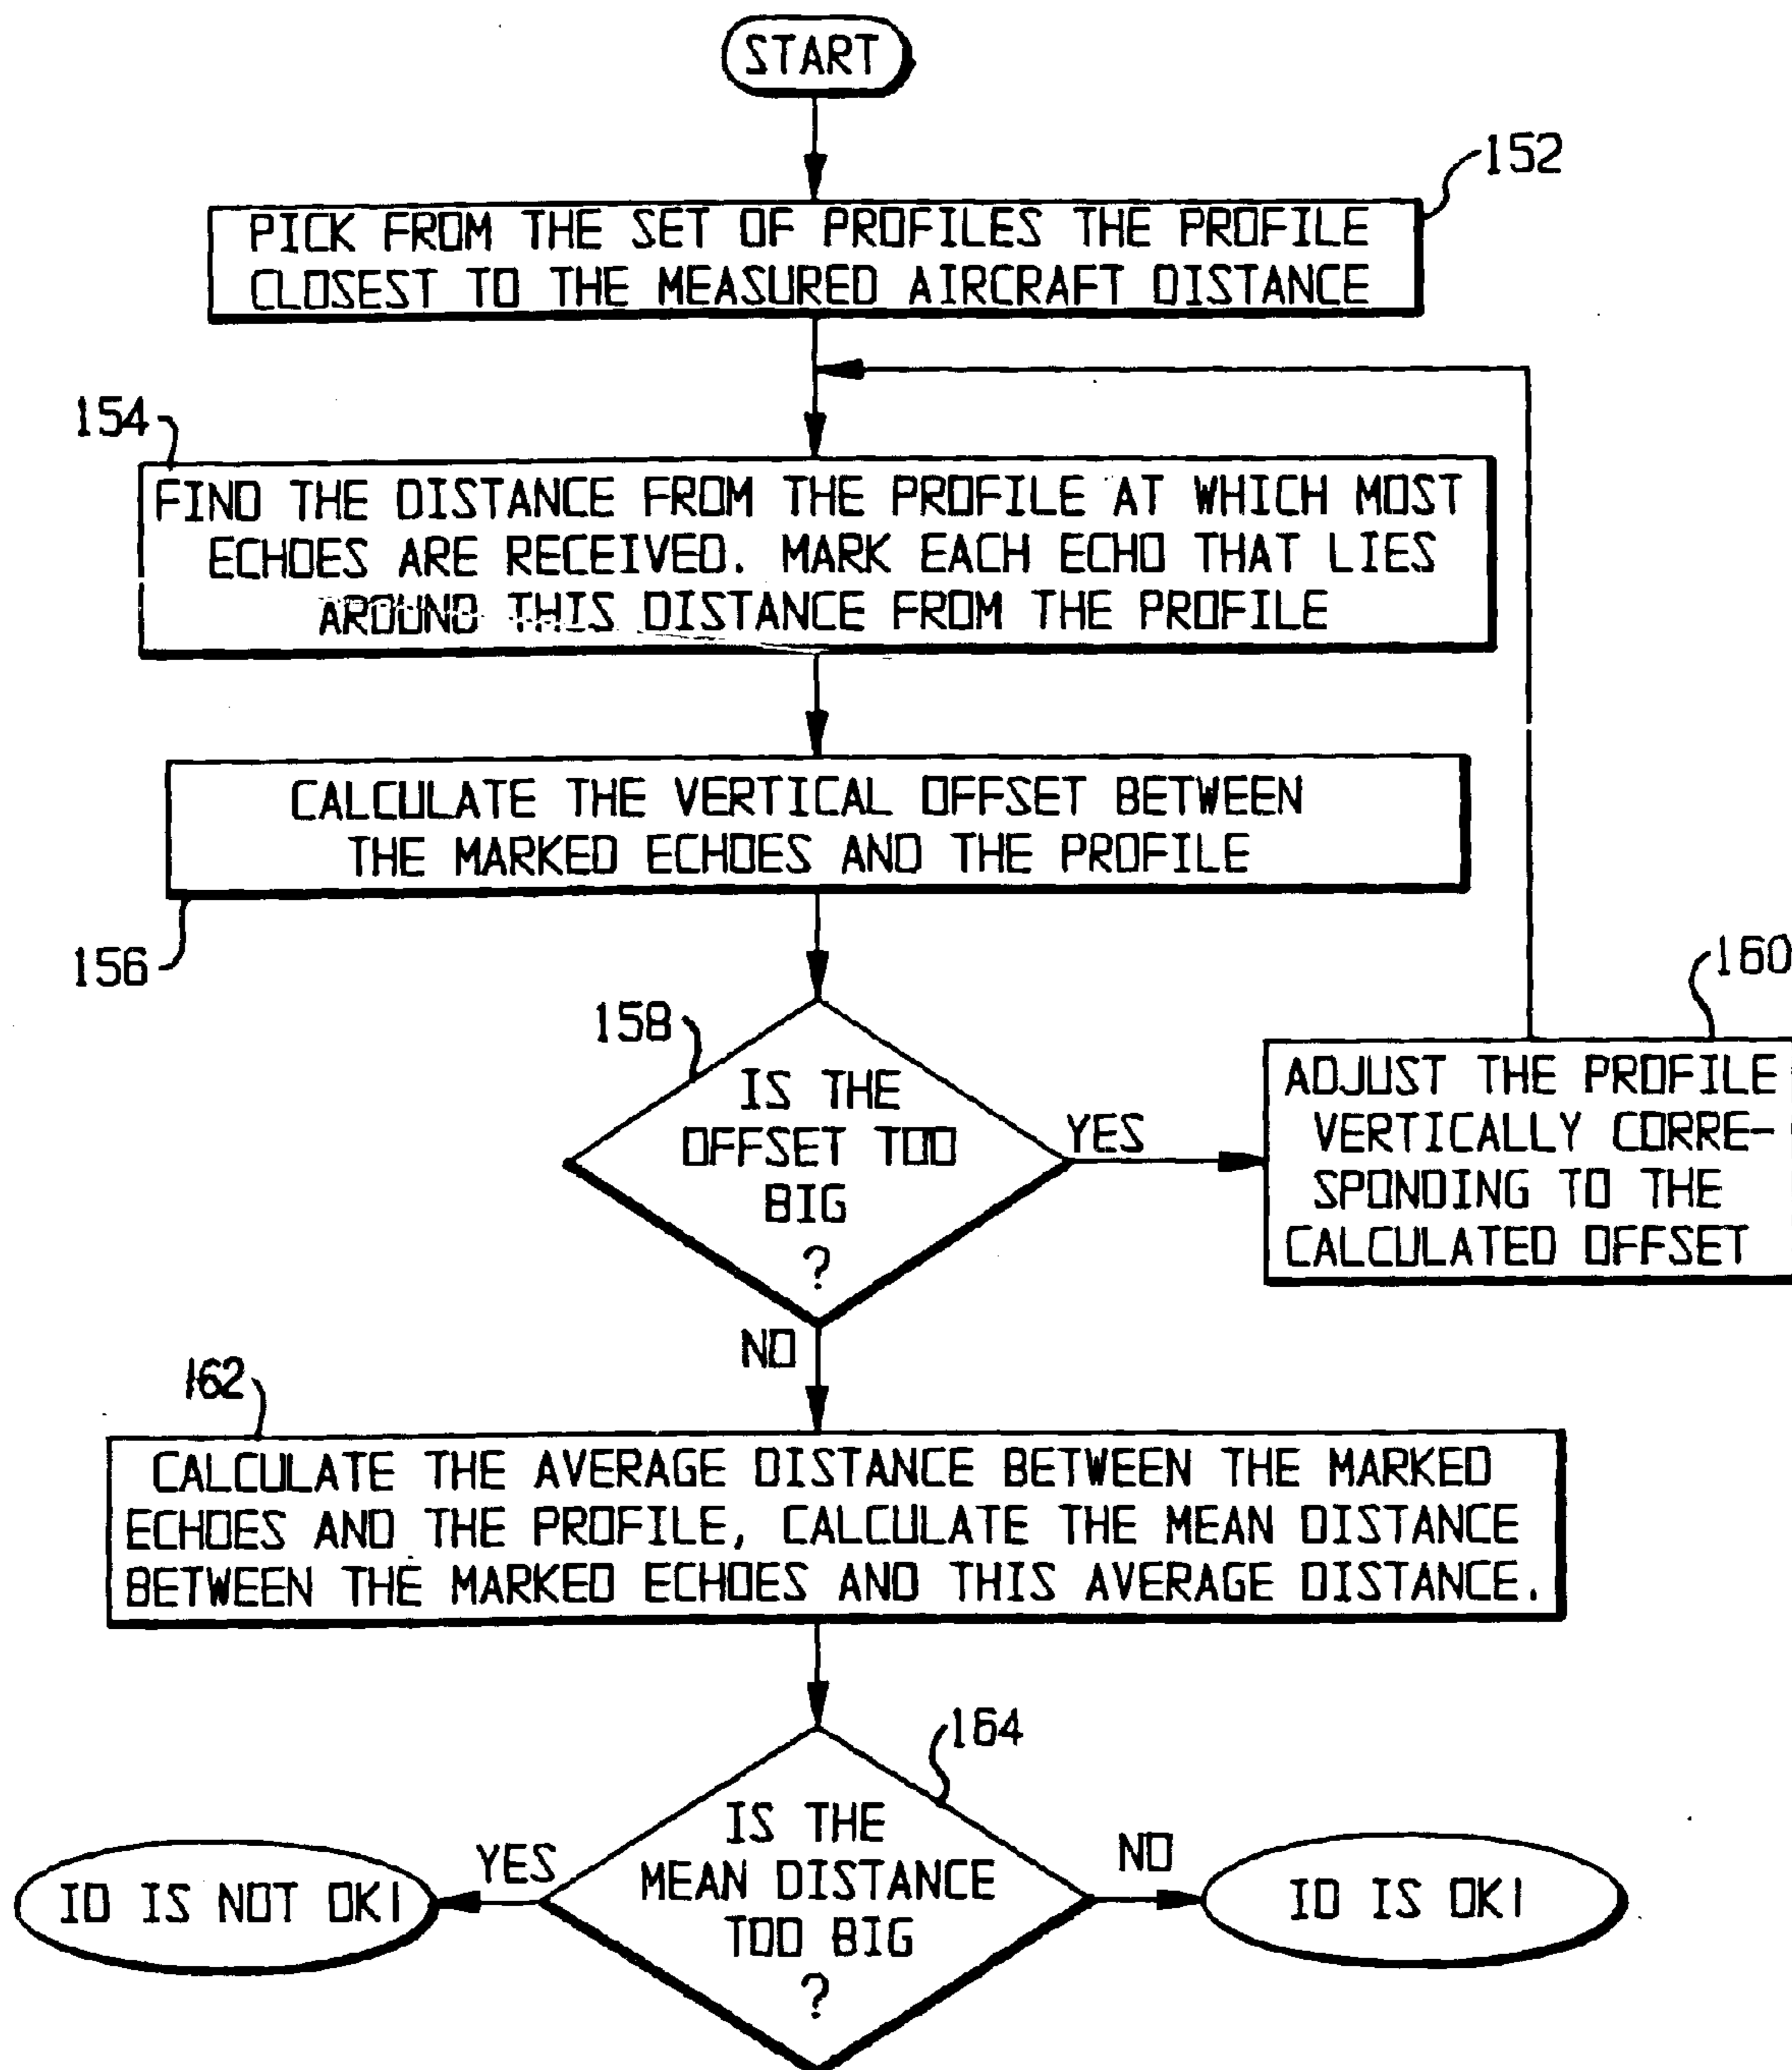 START
152
PICK FROM THE SET OF PROFILES THE PROFILE
CLOSEST TO THE MEASURED AIRCRAFT DISTANCE
154
FIND THE DISTANCE FROM THE PROFILE AT WHICH MOST
ECHOES ARE RECEIVED. MARK EACH ECHO THAT LIES
AROUND THIS DISTANCE FROM THE PROFILE
CALCULATE THE VERTICAL OFFSET BETWEEN
THE MARKED ECHOES AND THE PROFILE
156
158
IS THE
OFFSET TOO
BIG
?
YES
160
ADJUST THE PROFILE
VERTICALLY CORRE-
SPONDING TO THE
CALCULATED OFFSET
NO
162
CALCULATE THE AVERAGE DISTANCE BETWEEN THE MARKED
ECHOES AND THE PROFILE, CALCULATE THE MEAN DISTANCE
BETWEEN THE MARKED ECHOES AND THIS AVERAGE DISTANCE.
164
IS THE
MEAN DISTANCE
TOO BIG
?
YES
ID IS NOT OK!
NO
ID IS OK!